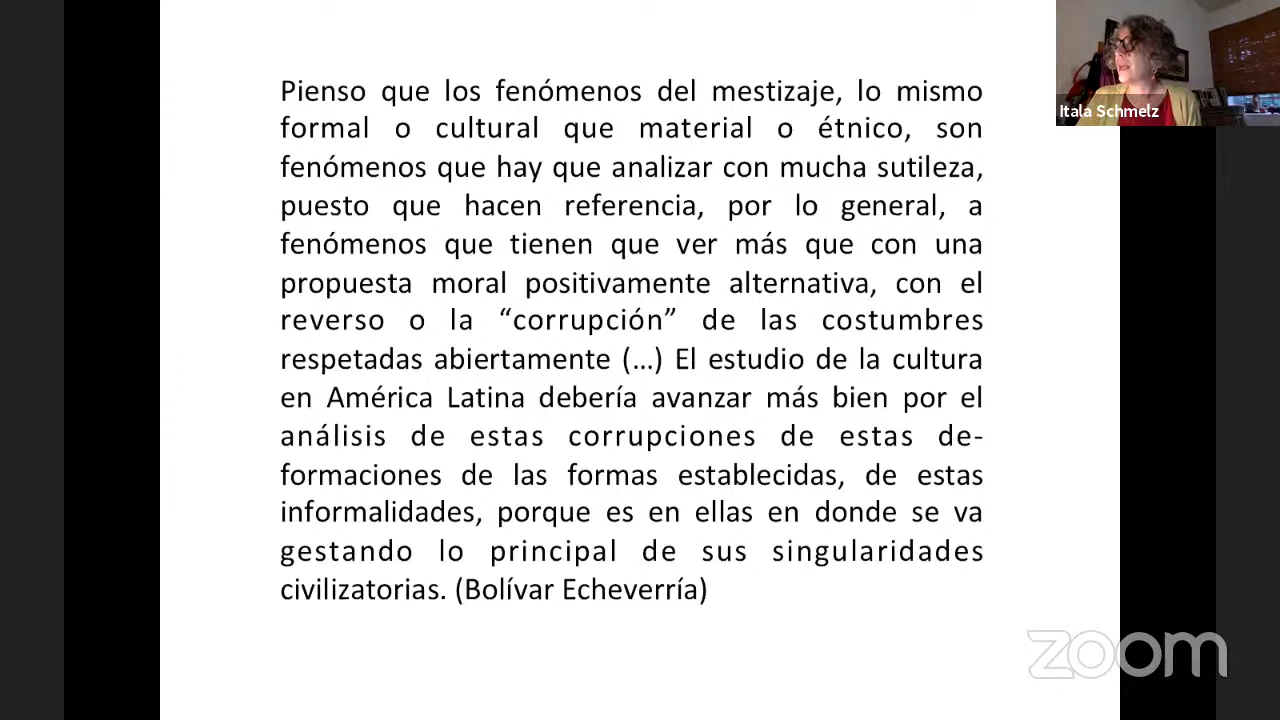 Pienso que los fenómenos del mestizaje, lo mismo
formal o cultural que material o étnico, son
fenómenos que hay que analizar con mucha sutileza,
puesto que hacen referencia, por lo general, a
fenómenos que tienen que ver más que con una
propuesta moral positivamente alternativa, con el
reverso o la “corrupción” de las costumbres
respetadas abiertamente (…) El estudio de la cultura
en América Latina debería avanzar más bien por el
análisis de estas corrupciones de estas de-
formaciones de las formas establecidas, de estas
informalidades, porque es en ellas en donde se va
gestando lo principal de sus singularidades
civilizatorias. (Bolívar Echeverría)
Itala Schmelz
zoom